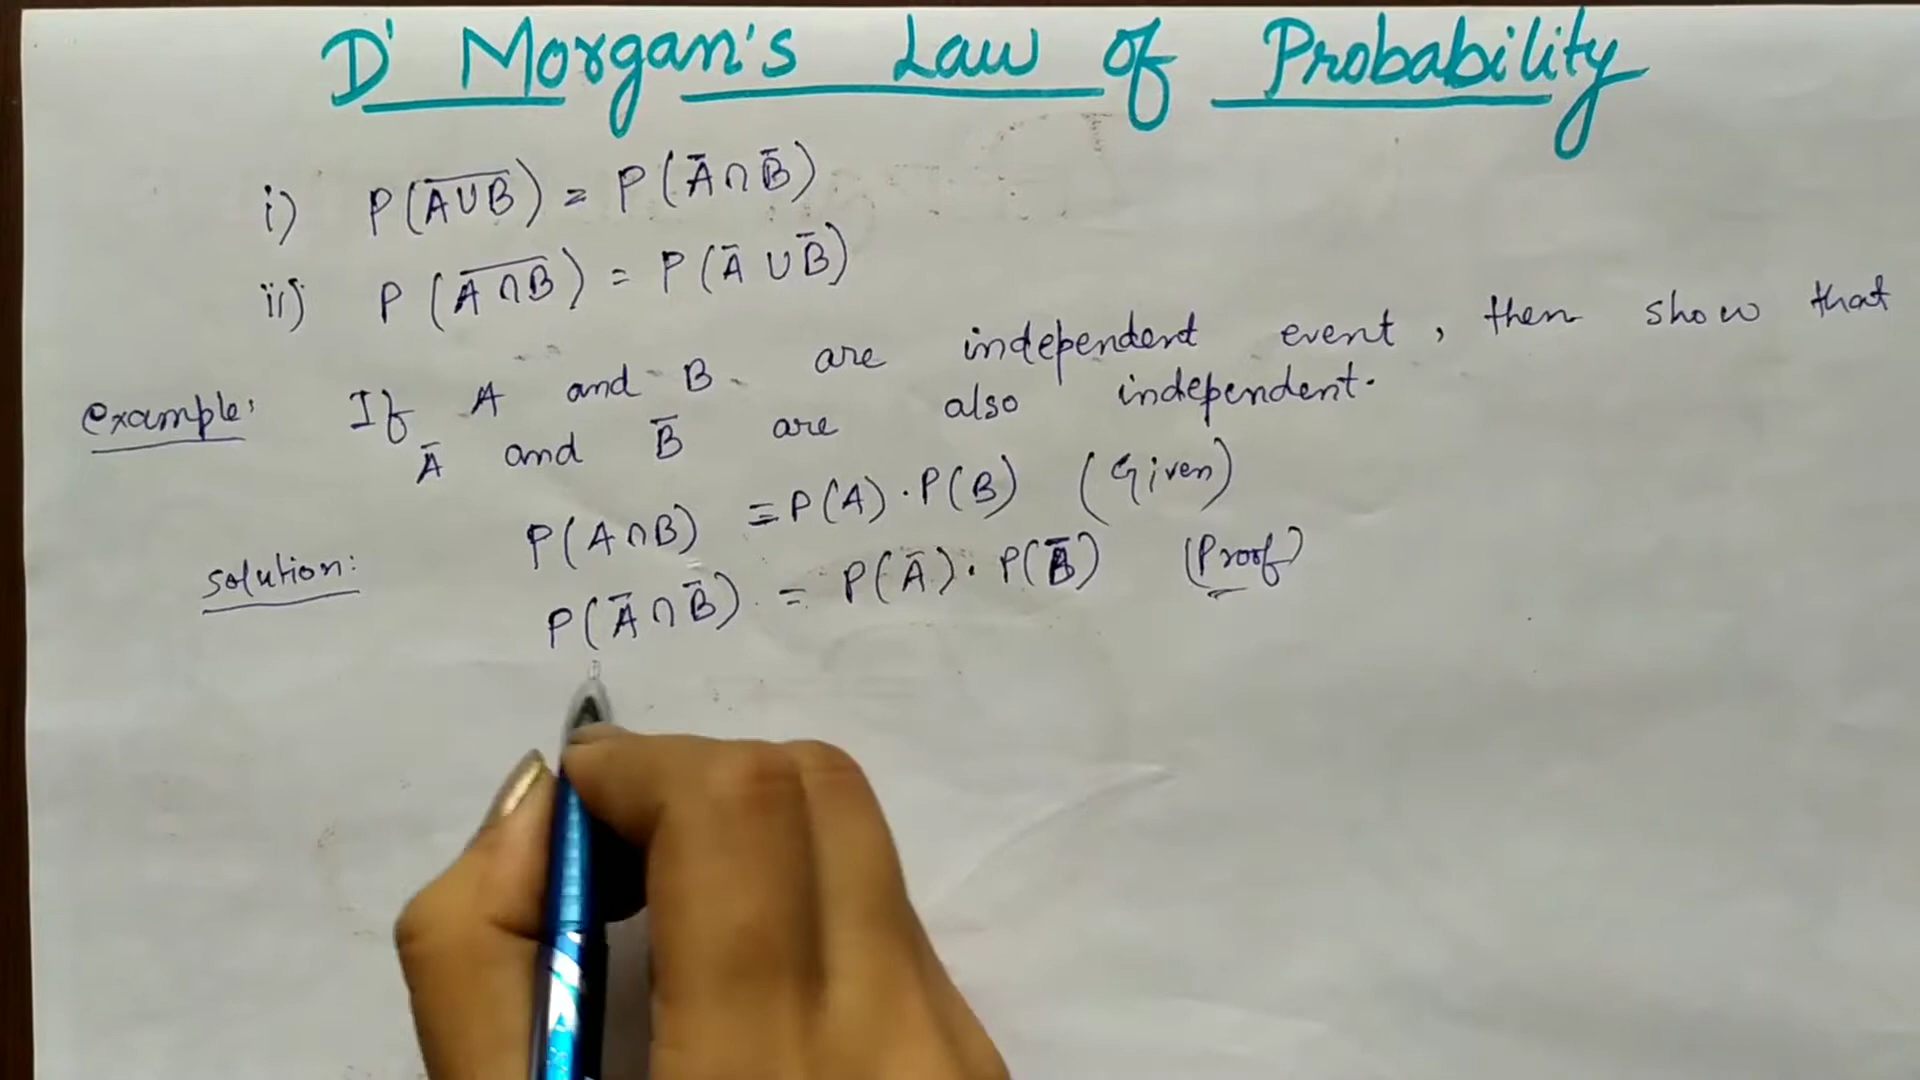 D' Morgan's Law of Probability
i) P(A̅U̅B̅) = P(A̅∩B̅)
ii) P(A̅∩̅B̅) = P(A̅∪B̅)
example: If A and B are independent event, then show that
A̅ and B̅ are also independent.
solution: P(A∩B) = P(A)·P(B) (Given)
P(A̅∩B̅) = P(A̅)·P(B̅) (Proof)